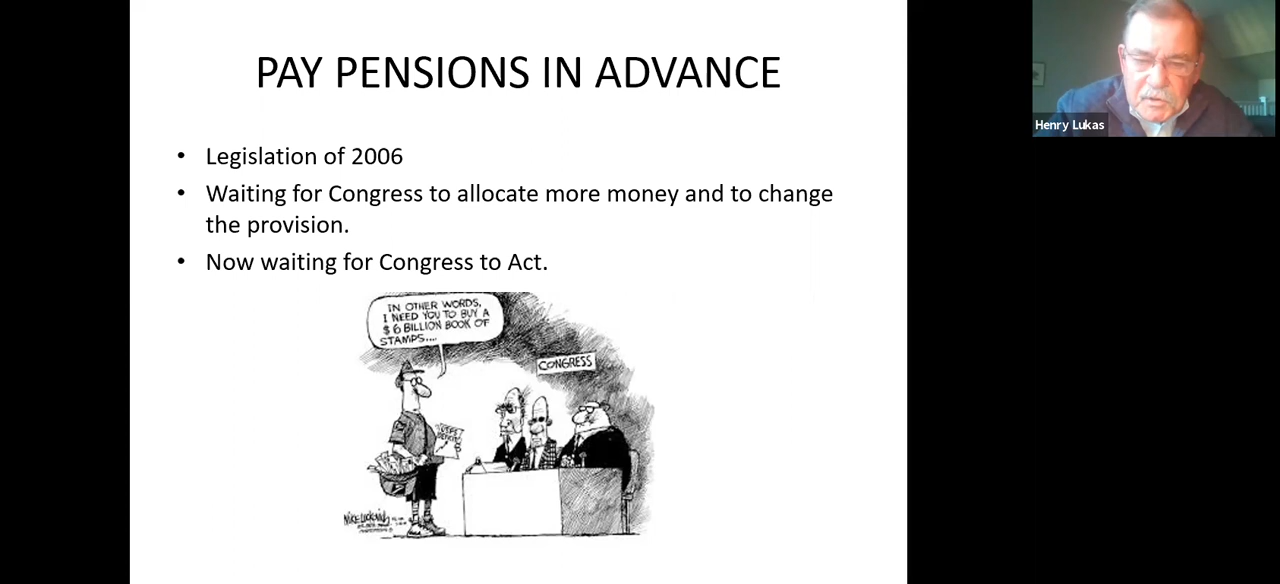 PAY PENSIONS IN ADVANCE
Henry Lukas
• Legislation of 2006
• Waiting for Congress to allocate more money and to change
the provision.
• Now waiting for Congress to Act.
IN OTHER WORDS,
I NEED YOU TO BUY A
$6 BILLION BOOK OF
STAMPS....
CONGRESS